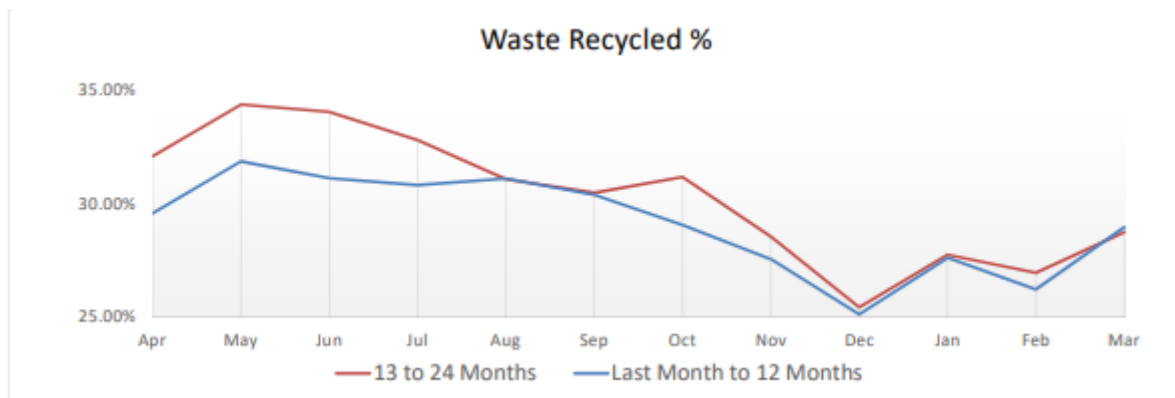 Waste Recycled %
35.00%
30.00%
25.00%
Apr May Jun Jul Aug Sep Oct Nov Dec Jan Feb Mar
13 to 24 Months Last Month to 12 Months